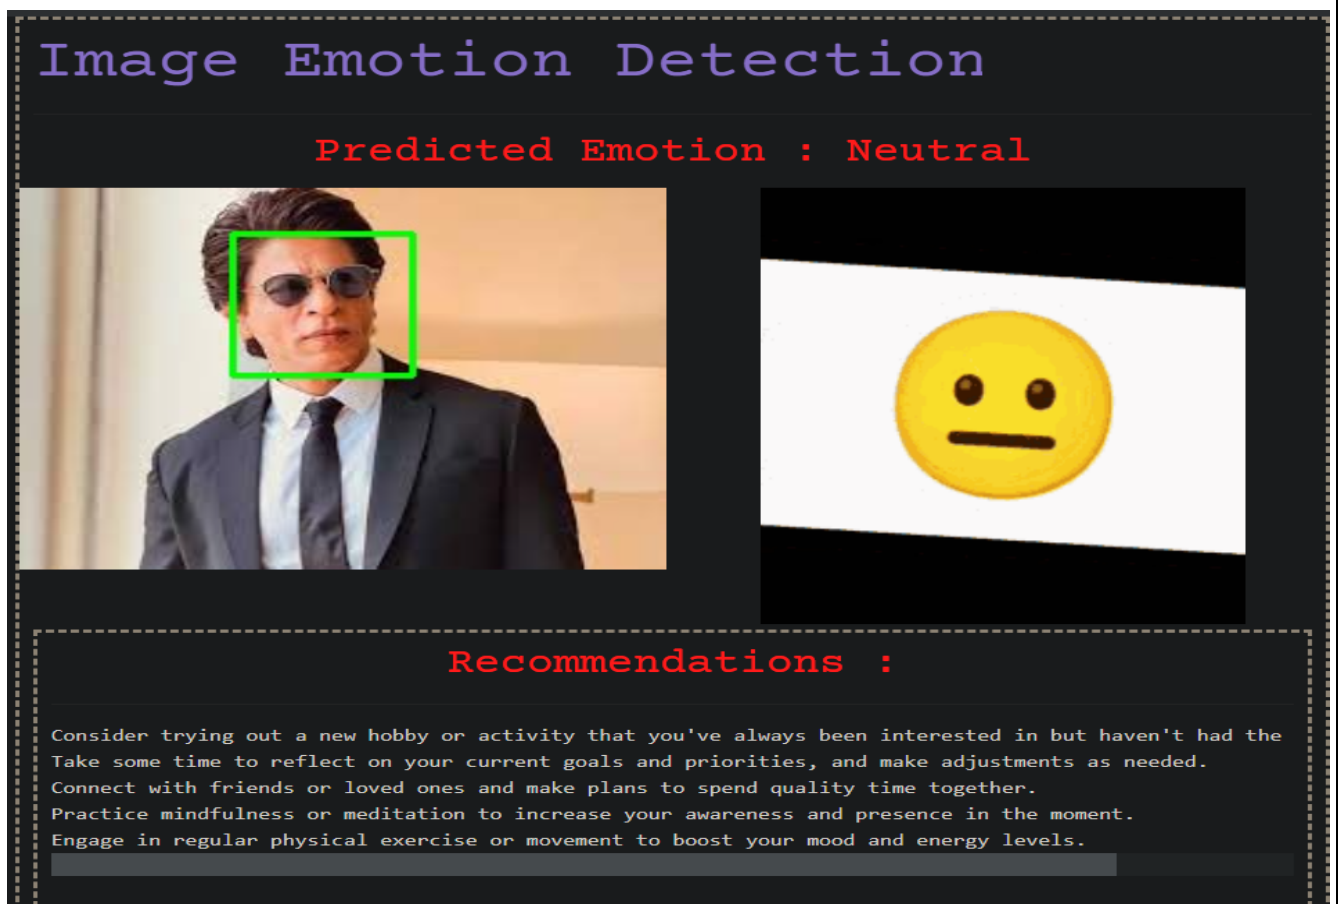 Image Emotion Detection
Predicted Emotion : Neutral
Recommendations :
Consider trying out a new hobby or activity that you've always been interested in but haven't had the
Take some time to reflect on your current goals and priorities, and make adjustments as needed.
Connect with friends or loved ones and make plans to spend quality time together.
Practice mindfulness or meditation to increase your awareness and presence in the moment.
Engage in regular physical exercise or movement to boost your mood and energy levels.